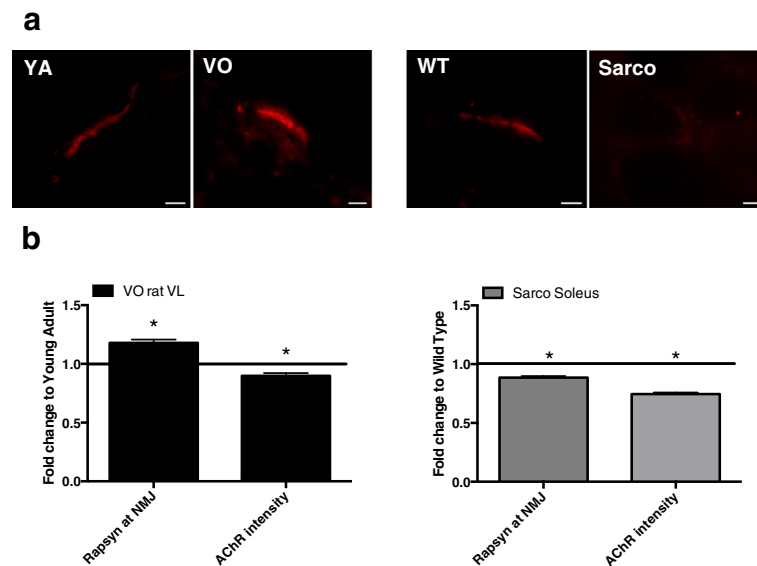 a
YA
VO
WT
Sarco
b
VO rat VL
Fold change to Young Adult
1.5
1.0
0.5
0.0
*
*
Rapsyn at NMJ
AChR intensity
Sarco Soleus
Fold change to Wild Type
1.5
1.0
0.5
0.0
*
*
Rapsyn at NMJ
AChR intensity